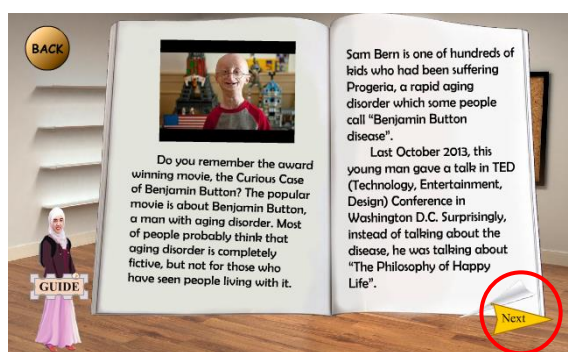 BACK
Do you remember the award
winning movie, the Curious Case
of Benjamin Button? The popular
movie is about Benjamin Button,
a man with aging disorder. Most
of people probably think that
aging disorder is completely
fictive, but not for those who
have seen people living with it.
GUIDE
Sam Bern is one of hundreds of
kids who had been suffering
Progeria, a rapid aging
disorder which some people
call “Benjamin Button
disease”.
Last October 2013, this
young man gave a talk in TED
(Technology, Entertainment,
Design) Conference in
Washington D.C. Surprisingly,
instead of talking about the
disease, he was talking about
“The Philosophy of Happy
Life”.
Next